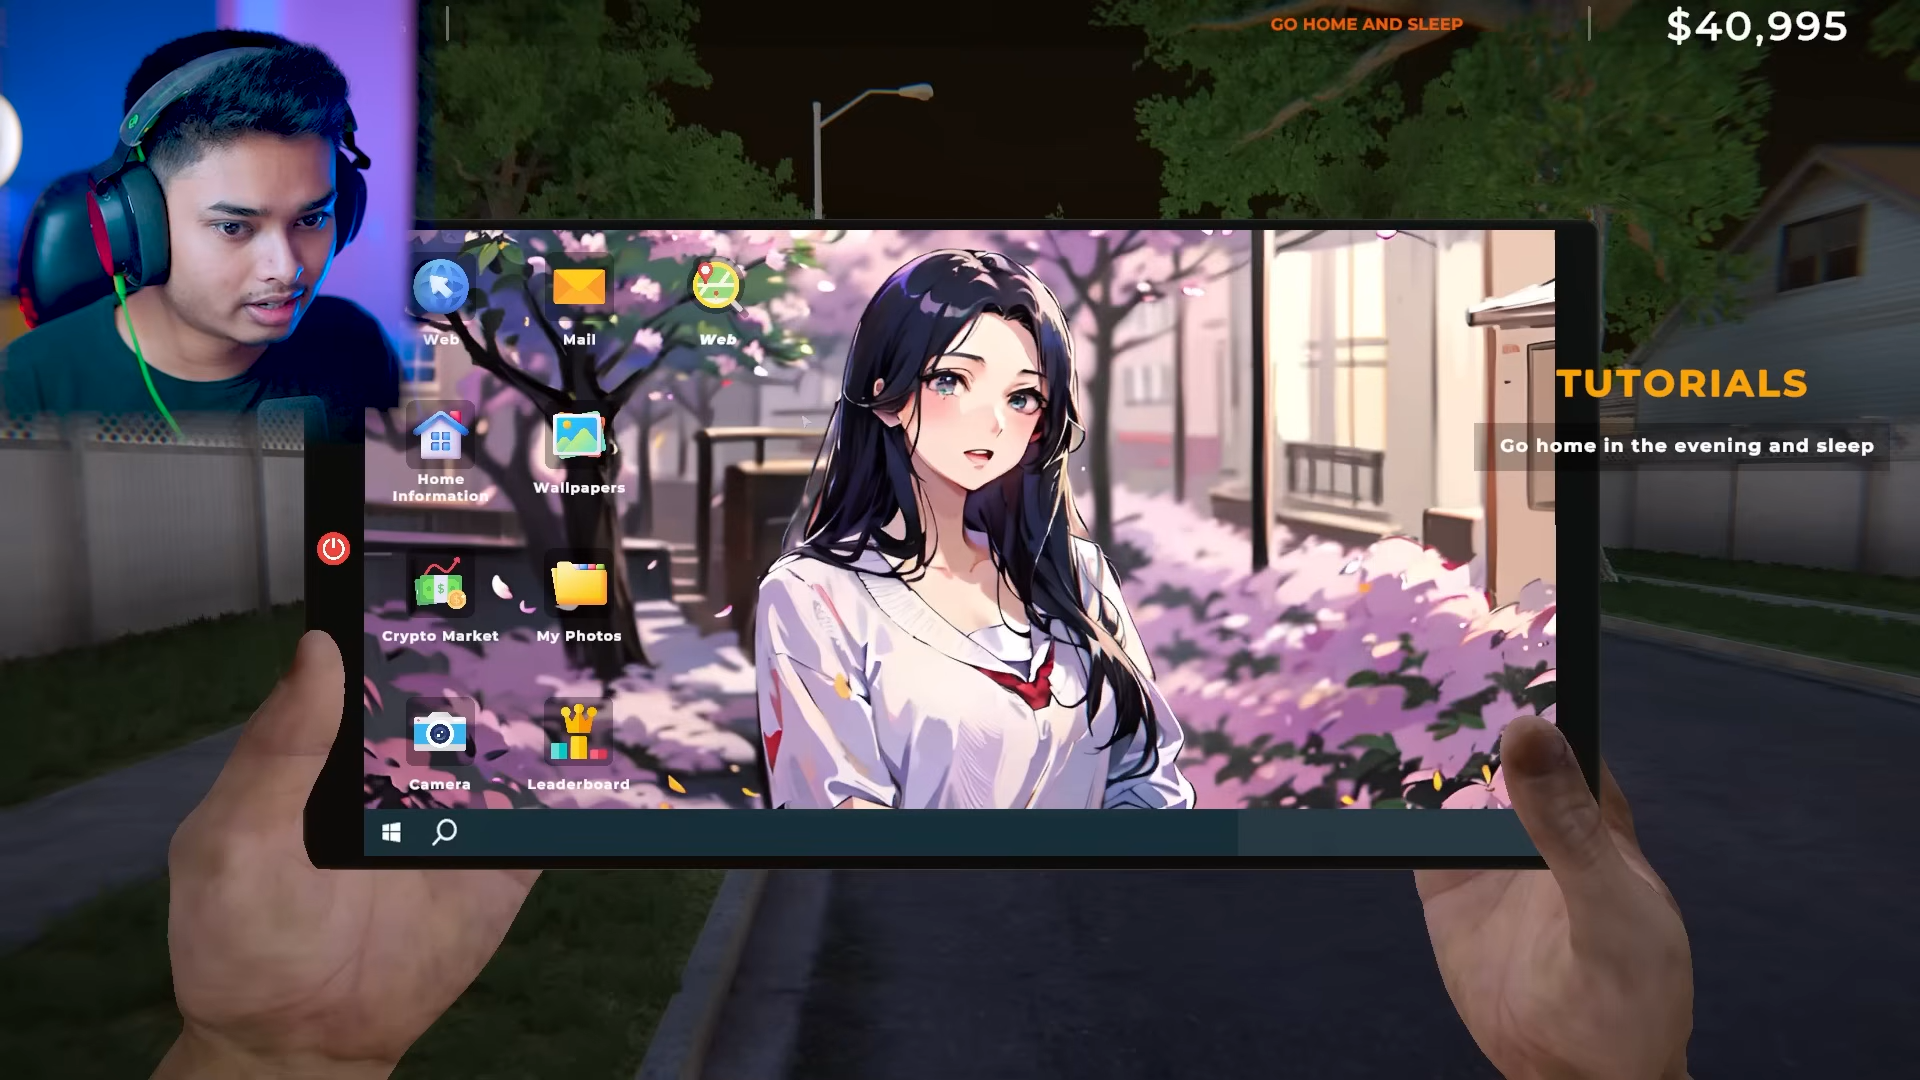 GO HOME AND SLEEP
$40,995
Web
Mail
Web
TUTORIALS
Go home in the evening and sleep
Home
Information
Wallpapers
Crypto Market
My Photos
Camera
Leaderboard